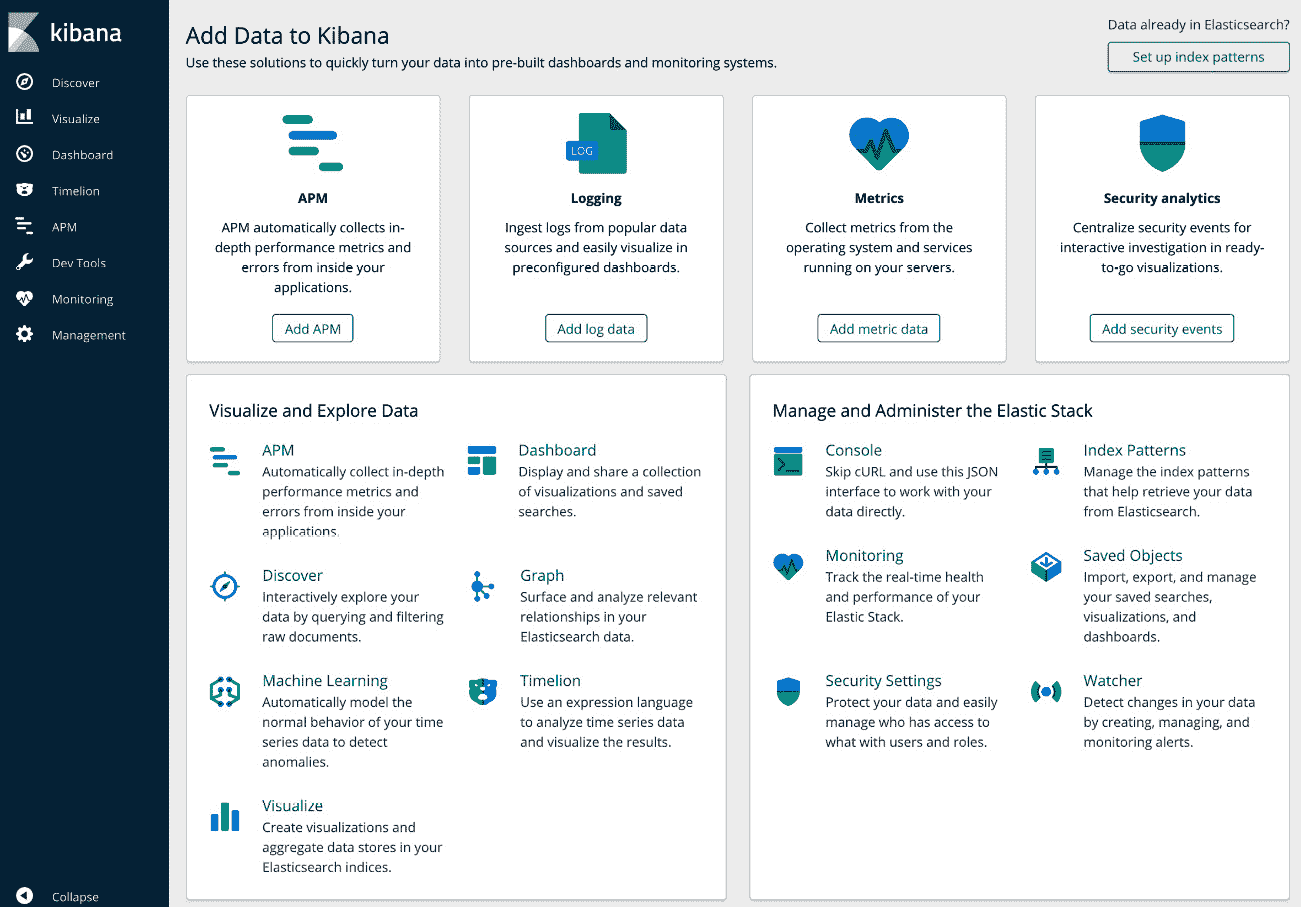 kibana
Discover
Visualize
Dashboard
Timelion
APM
Dev Tools
Monitoring
Management
Collapse
Add Data to Kibana
Use these solutions to quickly turn your data into pre-built dashboards and monitoring systems.
Data already in Elasticsearch?
Set up index patterns
APM
APM automatically collects in-
depth performance metrics and
errors from inside your
applications.
Add APM
LOG
Logging
Ingest logs from popular data
sources and easily visualize in
preconfigured dashboards.
Add log data
Metrics
Collect metrics from the
operating system and services
running on your servers.
Add metric data
Security analytics
Centralize security events for
interactive investigation in ready-
to-go visualizations.
Add security events
Visualize and Explore Data
APM
Automatically collect in-depth
performance metrics and
errors from inside your
applications.
Dashboard
Display and share a collection
of visualizations and saved
searches.
Discover
Interactively explore your
data by querying and filtering
raw documents.
Graph
Surface and analyze relevant
relationships in your
Elasticsearch data.
Machine Learning
Automatically model the
normal behavior of your time
series data to detect
anomalies.
Timelion
Use an expression language
to analyze time series data
and visualize the results.
Visualize
Create visualizations and
aggregate data stores in your
Elasticsearch indices.
Manage and Administer the Elastic Stack
Console
Skip cURL and use this JSON
interface to work with your
data directly.
Index Patterns
Manage the index patterns
that help retrieve your data
from Elasticsearch.
Monitoring
Track the real-time health
and performance of your
Elastic Stack.
Saved Objects
Import, export, and manage
your saved searches,
visualizations, and
dashboards.
Security Settings
Protect your data and easily
manage who has access to
what with users and roles.
Watcher
Detect changes in your data
by creating, managing, and
monitoring alerts.